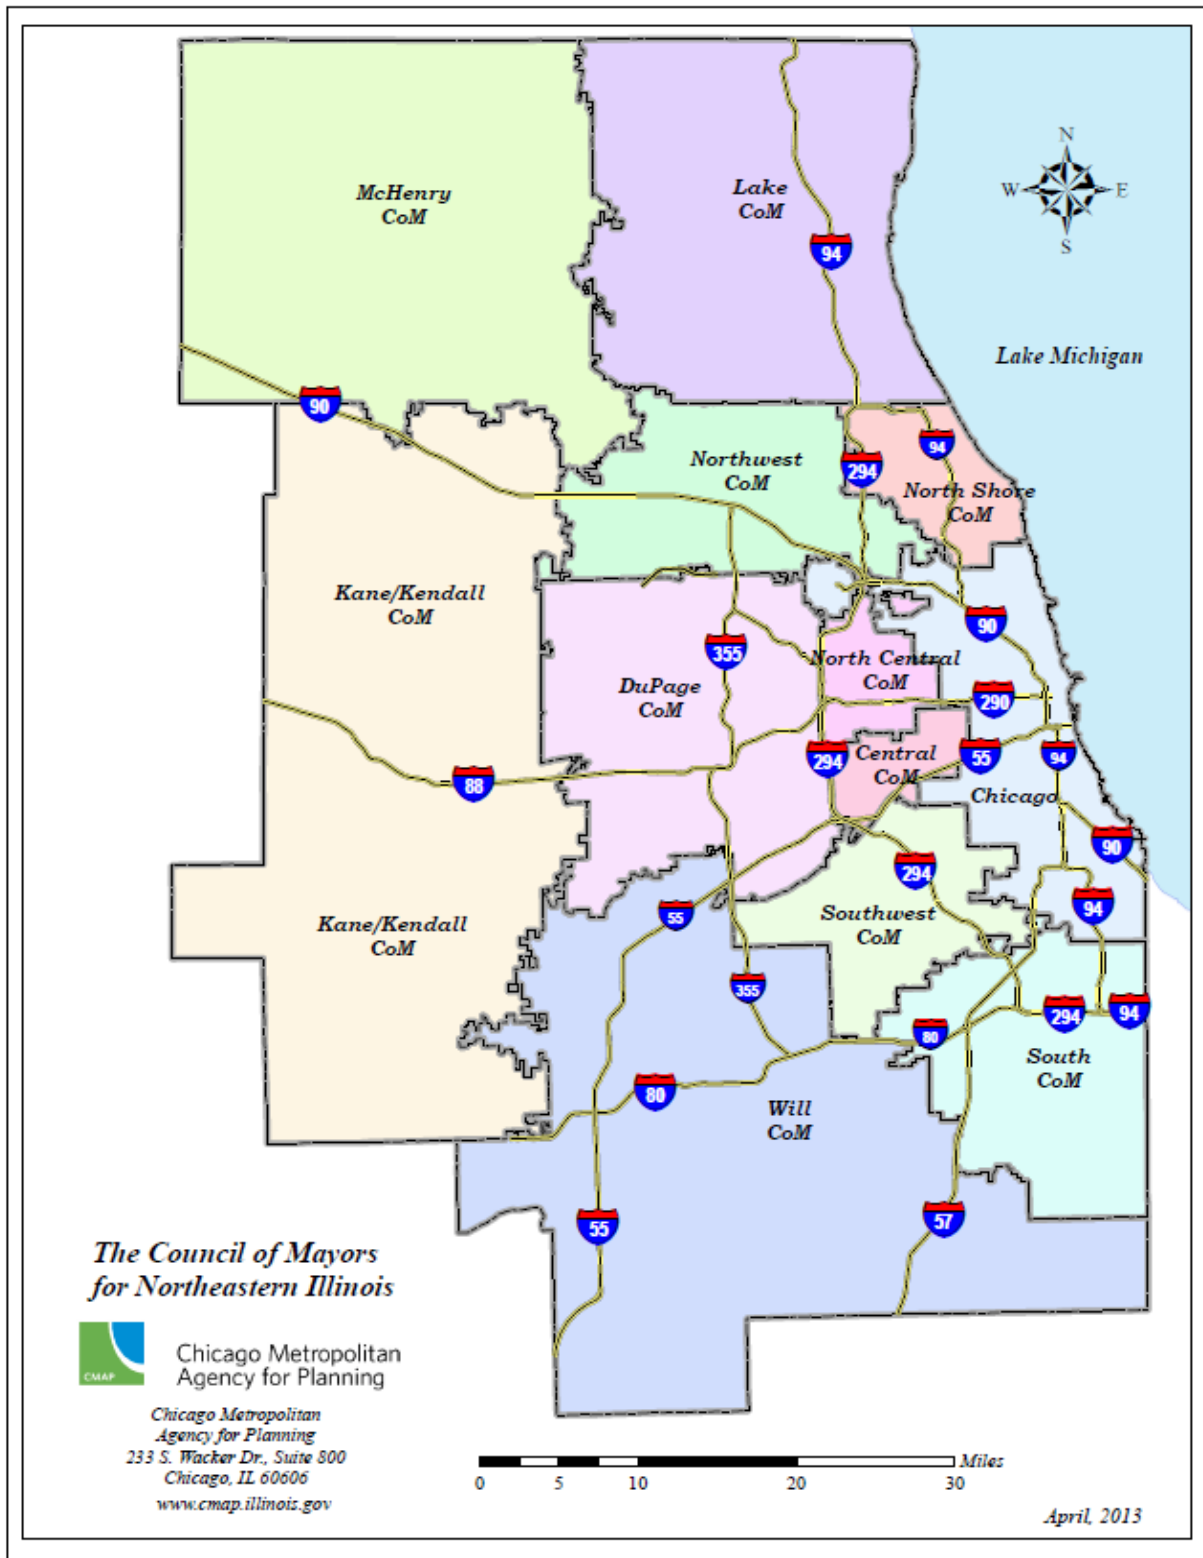 N
W E
S
McHenry
CoM
Lake
CoM
94
Lake Michigan
90
Northwest
CoM
294
94
North Shore
CoM
Kane/Kendall
CoM
90
355
North Central
CoM
DuPage
CoM
290
294
Central
CoM
55
94
88
Chicago
90
294
94
55
Southwest
CoM
Kane/Kendall
CoM
355
294
94
80
South
CoM
80
Will
CoM
55
57
The Council of Mayors
for Northeastern Illinois
CMAP
Chicago Metropolitan
Agency for Planning
Chicago Metropolitan
Agency for Planning
233 S. Wacker Dr., Suite 800
Chicago, IL 60606
www.cmap.illinois.gov
Miles
0 5 10 20 30
April, 2013